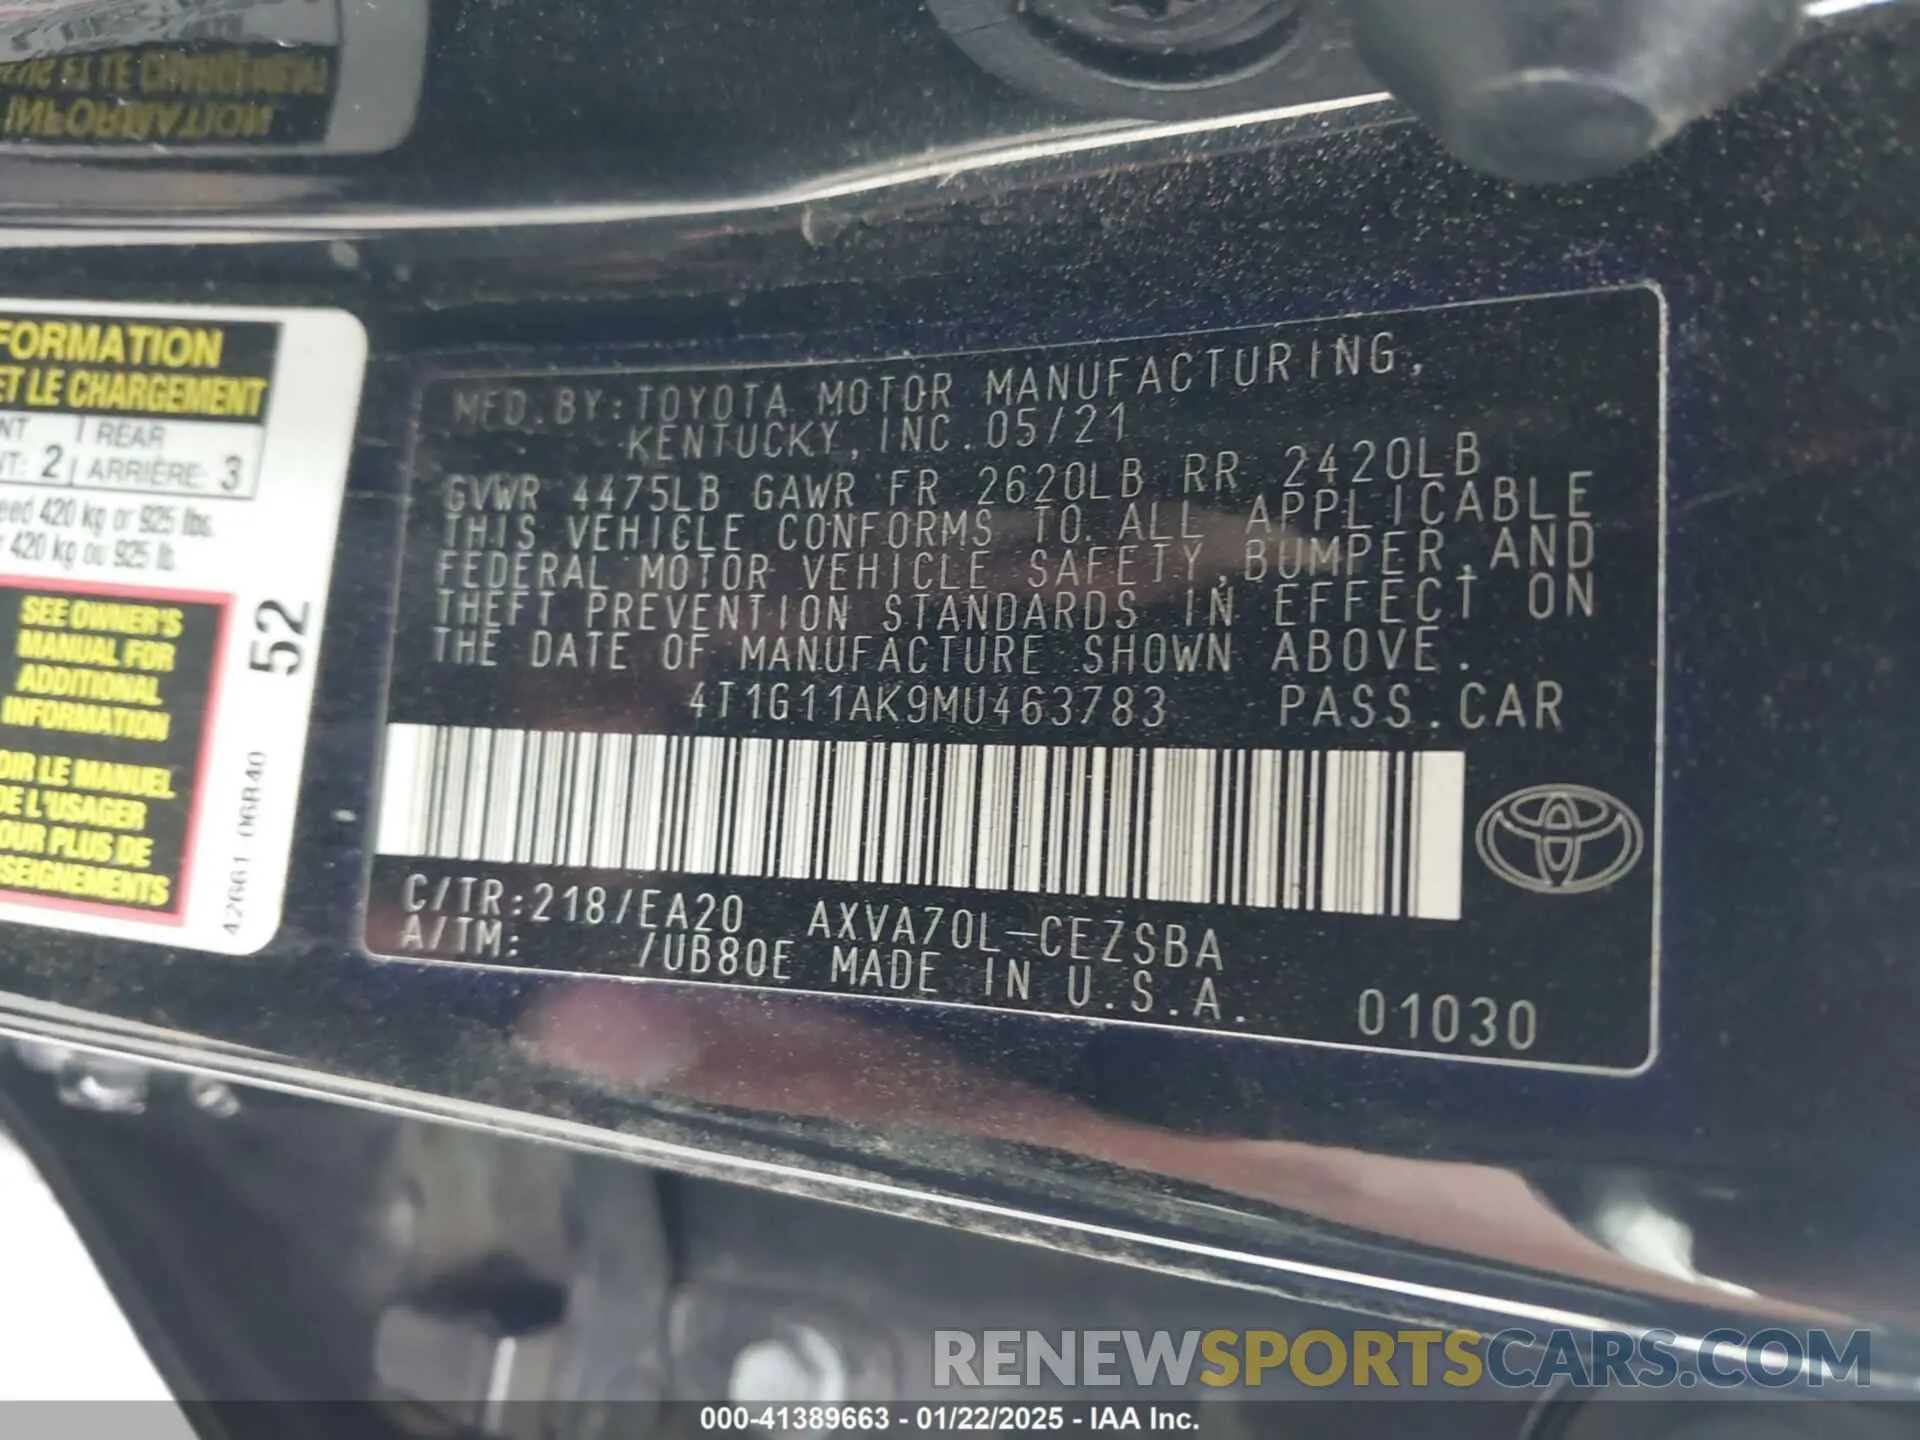 INFORMATION
FORMATION
ET LE CHARGEMENT
NT | REAR
NT: 2 | ARRIÈRE: 3
eed 420 kg or 925 lbs.
r 420 kg ou 925 lb.
SEE OWNER'S
MANUAL FOR
ADDITIONAL
INFORMATION
OIR LE MANUEL
DE L'USAGER
OUR PLUS DE
SEIGNEMENTS
52
42661-06R40
MFD. BY: TOYOTA MOTOR MANUFACTURING,
KENTUCKY, INC. 05/21
GVWR 4475LB GAWR FR 2620LB RR 2420LB
THIS VEHICLE CONFORMS TO ALL APPLICABLE
FEDERAL MOTOR VEHICLE SAFETY, BUMPER, AND
THEFT PREVENTION STANDARDS IN EFFECT ON
THE DATE OF MANUFACTURE SHOWN ABOVE.
4T1G11AK9MU463783 PASS. CAR
C/TR: 218/EA20 AXVA70L-CEZSBA
A/TM: /UB80E MADE IN U.S.A.
01030
RENEWSPORTSCARS.COM
000-41389663 - 01/22/2025 - IAA Inc.